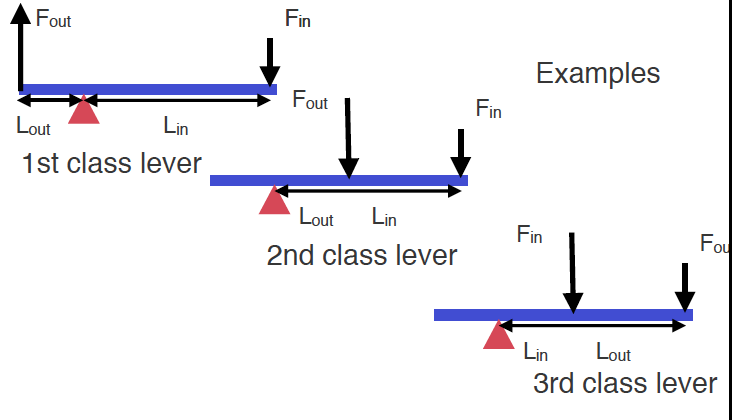 Fout
Fin
Examples
Lout
Lin
1st class lever
Fout
Fin
Lout
Lin
2nd class lever
Fin
Fou
Lin
Lout
3rd class lever